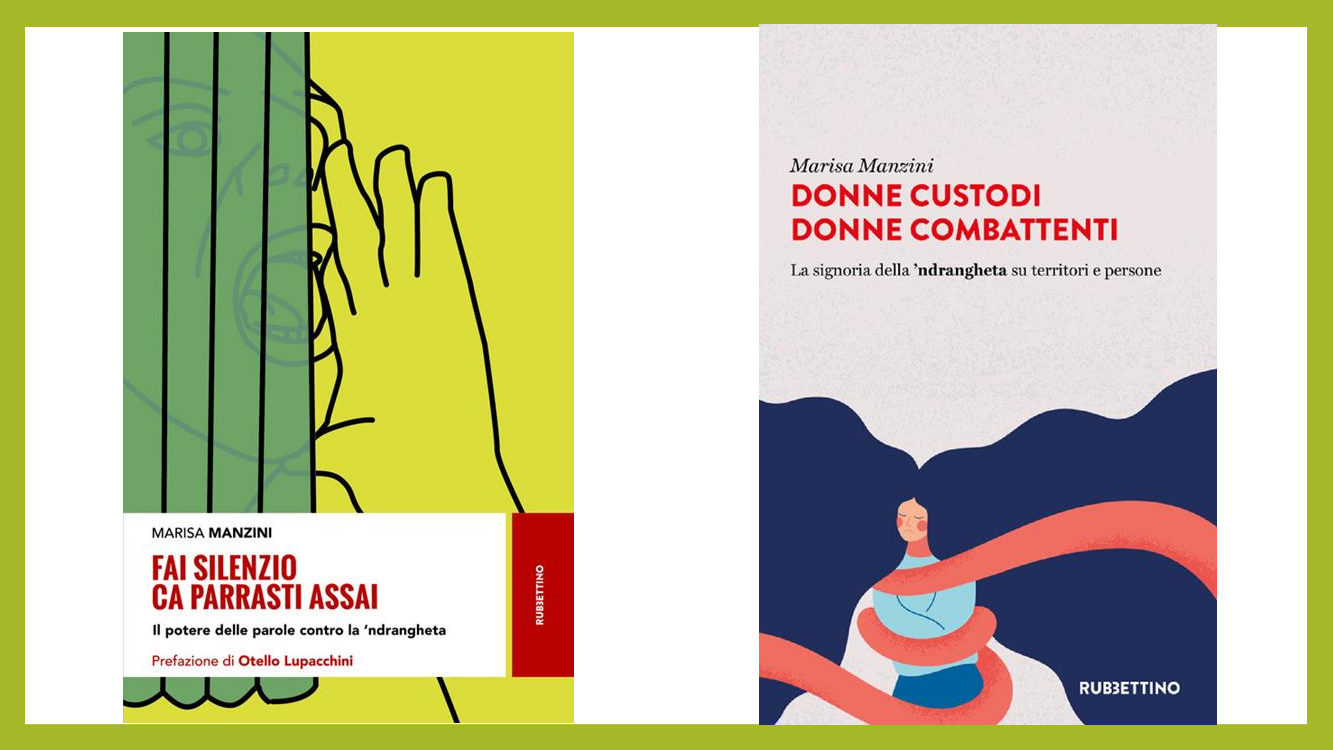 MARISA MANZINI
FAI SILENZIO
CA PARRASTI ASSAI
Il potere delle parole contro la ‘ndrangheta
Prefazione di Otello Lupacchini
RUBBETTINO
Marisa Manzini
DONNE CUSTODI
DONNE COMBATTENTI
La signoria della ’ndrangheta su territori e persone
RUBBETTINO